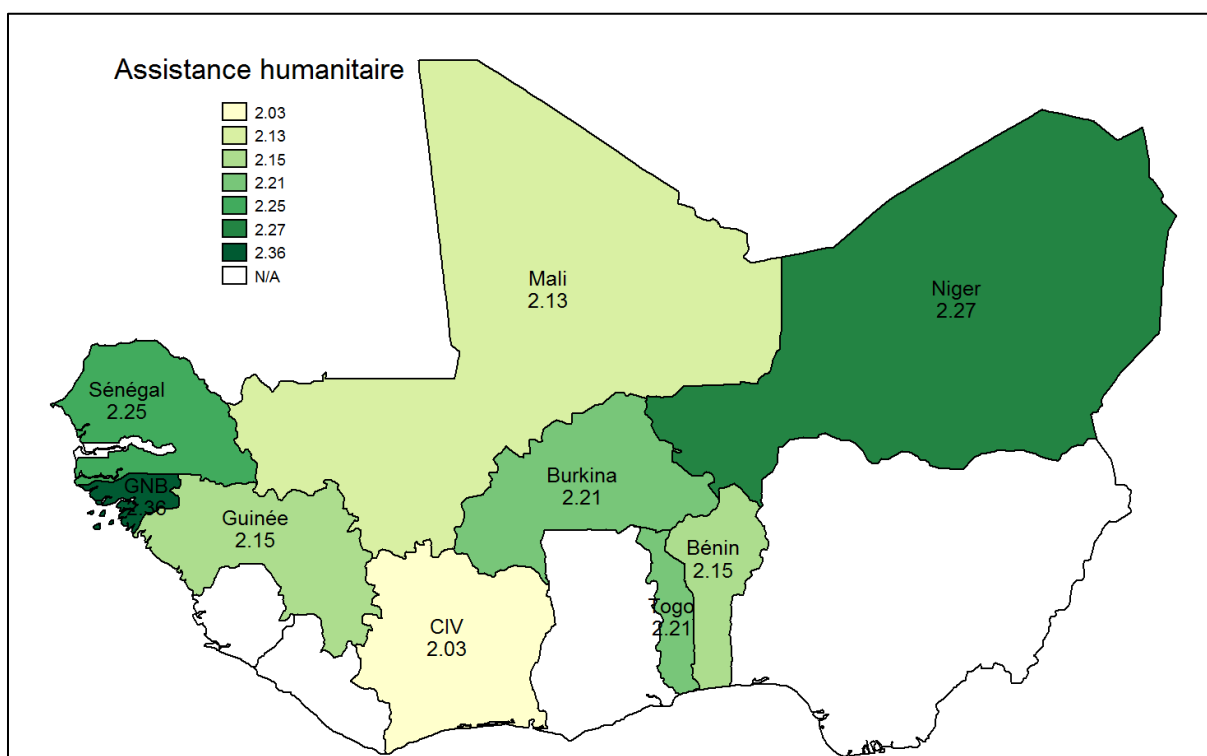 Assistance humanitaire
2.03
2.13
2.15
2.21
2.25
2.27
2.36
N/A
Mali
2.13
Niger
2.27
Sénégal
2.25
GNB
2.36
Guinée
2.15
Burkina
2.21
Bénin
2.15
Togo
2.21
CIV
2.03